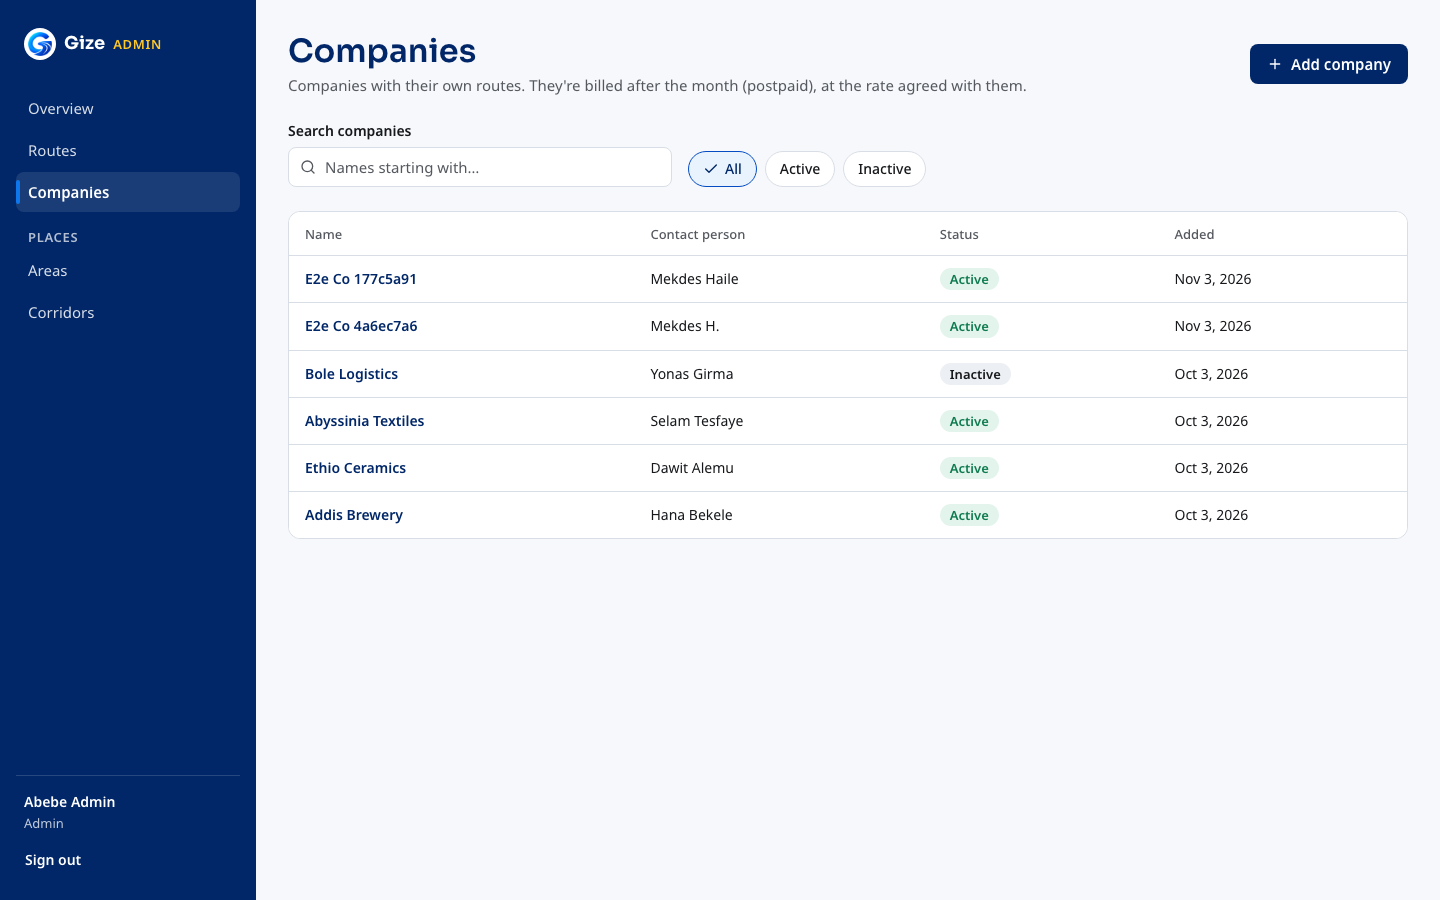 Gize ADMIN
Overview
Routes
Companies
PLACES
Areas
Corridors
Abebe Admin
Admin
Sign out
Companies
Companies with their own routes. They're billed after the month (postpaid), at the rate agreed with them.
Add company
Search companies
Names starting with...
All Active Inactive
Name Contact person Status Added
E2e Co 177c5a91 Mekdes Haile Active Nov 3, 2026
E2e Co 4a6ec7a6 Mekdes H. Active Nov 3, 2026
Bole Logistics Yonas Girma Inactive Oct 3, 2026
Abyssinia Textiles Selam Tesfaye Active Oct 3, 2026
Ethio Ceramics Dawit Alemu Active Oct 3, 2026
Addis Brewery Hana Bekele Active Oct 3, 2026